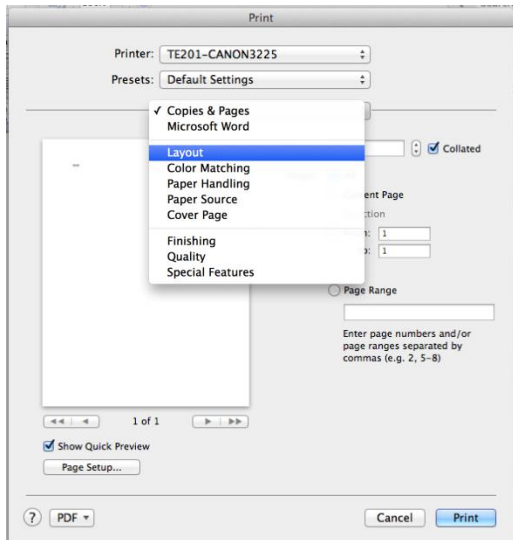 Print
Printer: TE201-CANON3225
Presets: Default Settings
✓ Copies & Pages
Microsoft Word
Layout
Color Matching
Paper Handling
Paper Source
Cover Page
Finishing
Quality
Special Features
Collated
Page
1
1
Page Range
Enter page numbers and/or
page ranges separated by
commas (e.g. 2, 5-8)
1 of 1
Show Quick Preview
Page Setup...
? PDF
Cancel
Print